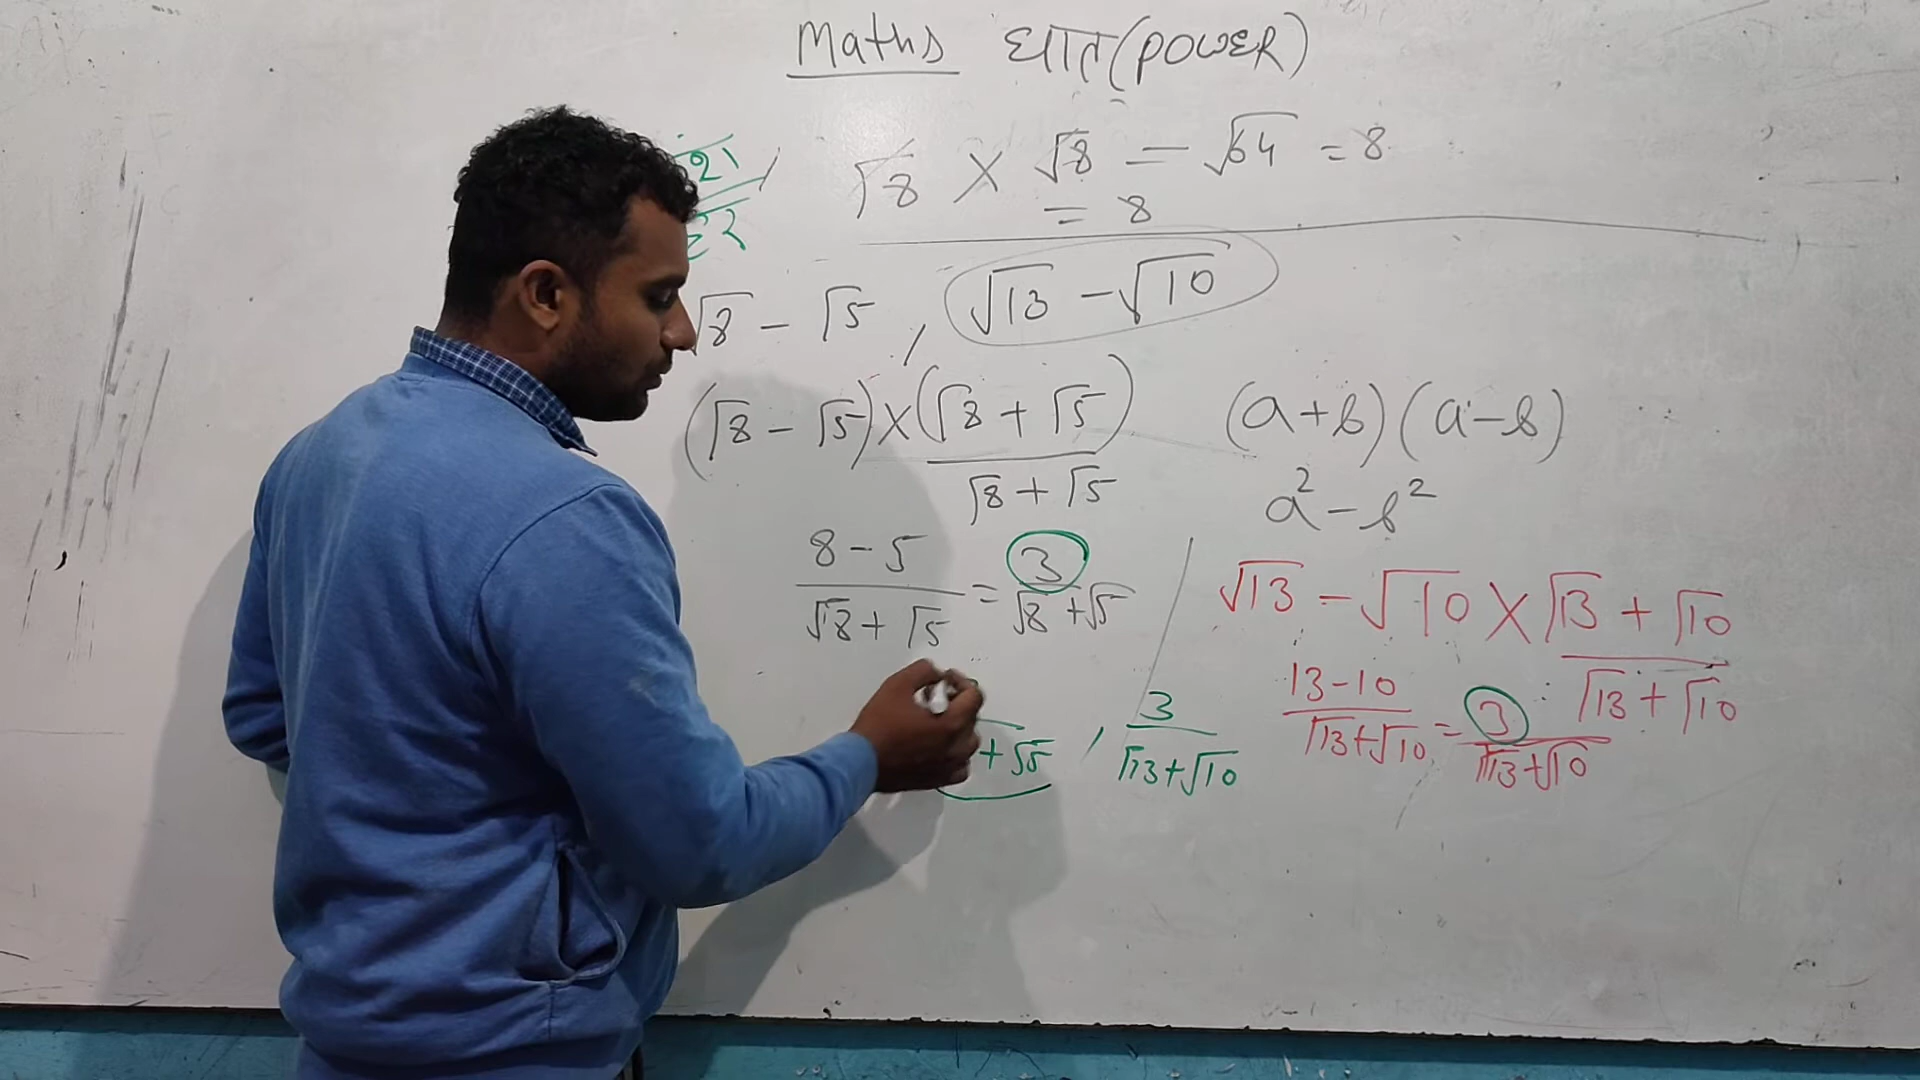 Maths घात (POWER)
√8 × √8 = √64 = 8
= 8
√8 - √5 , √13 - √10
(√8 - √5) × (√8 + √5)
√8 + √5
(a+b) (a-b)
a² - b²
8 - 5 = 3
√8 + √5 √8 + √5
+ √5 , 3
√13 + √10
√13 - √10 × √13 + √10
√13 + √10
13-10 = 3
√13+√10 √13+√10